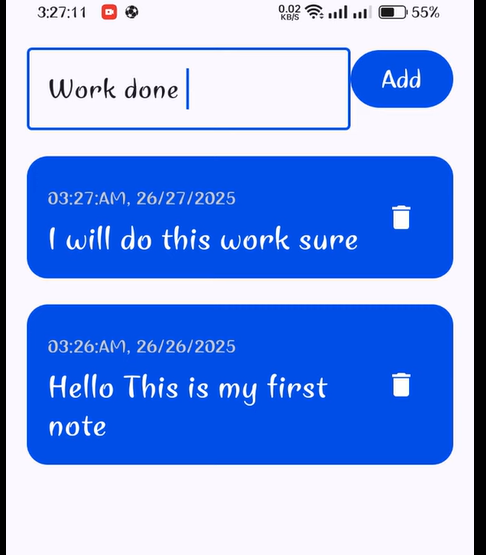 3:27:11
0.02
KB/S
55%
Work done
Add
03:27:AM, 26/27/2025
I will do this work sure
03:26:AM, 26/26/2025
Hello This is my first
note